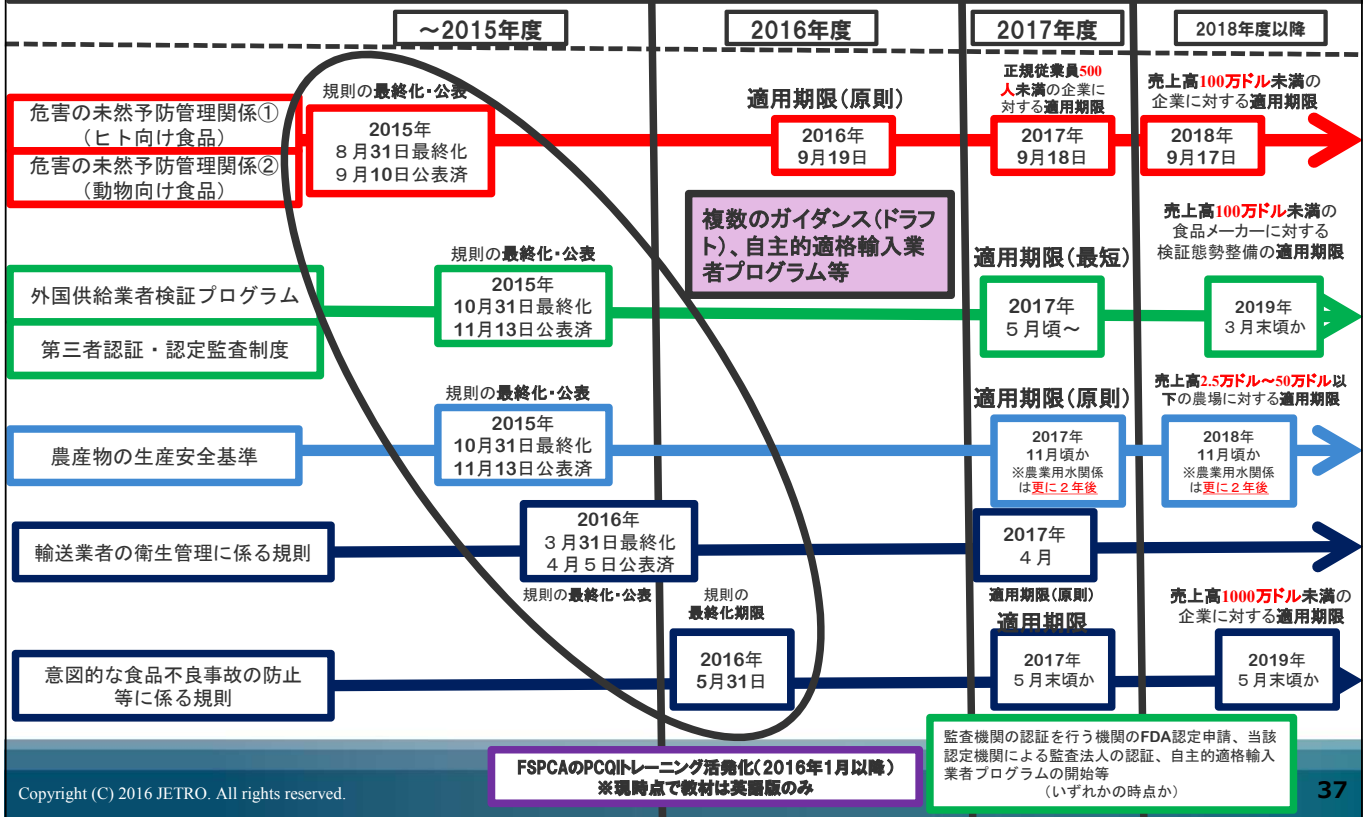 ～2015年度
2016年度
2017年度
2018年度以降
危害の未然予防管理関係①
（ヒト向け食品）
危害の未然予防管理関係②
（動物向け食品）
規則の最終化・公表
2015年
８月31日最終化
９月10日公表済
適用期限（原則）
2016年
9月19日
正規従業員500
人未満の企業に
対する適用期限
2017年
9月18日
売上高100万ドル未満の
企業に対する適用期限
2018年
9月17日
複数のガイダンス（ドラフ
ト）、自主的適格輸入業
者プログラム等
外国供給業者検証プログラム
第三者認証・認定監査制度
規則の最終化・公表
2015年
10月31日最終化
11月13日公表済
適用期限（最短）
2017年
５月頃～
売上高100万ドル未満の
食品メーカーに対する
検証態勢整備の適用期限
2019年
３月末頃か
農産物の生産安全基準
規則の最終化・公表
2015年
10月31日最終化
11月13日公表済
適用期限（原則）
2017年
11月頃か
※農業用水関係
は更に２年後
売上高2.5万ドル～50万ドル以
下の農場に対する適用期限
2018年
11月頃か
※農業用水関係
は更に２年後
輸送業者の衛生管理に係る規則
2016年
３月31日最終化
４月５日公表済
規則の最終化・公表
2017年
４月
適用期限（原則）
意図的な食品不良事故の防止
等に係る規則
規則の
最終化期限
2016年
5月31日
適用期限
2017年
５月末頃か
売上高1000万ドル未満の
企業に対する適用期限
2019年
５月末頃か
FSPCAのPCQIトレーニング活発化（2016年1月以降）
※現時点で教材は英語版のみ
監査機関の認証を行う機関のFDA認定申請、当該
認定機関による監査法人の認証、自主的適格輸入
業者プログラムの開始等
（いずれかの時点か）
Copyright (C) 2016 JETRO. All rights reserved.
37